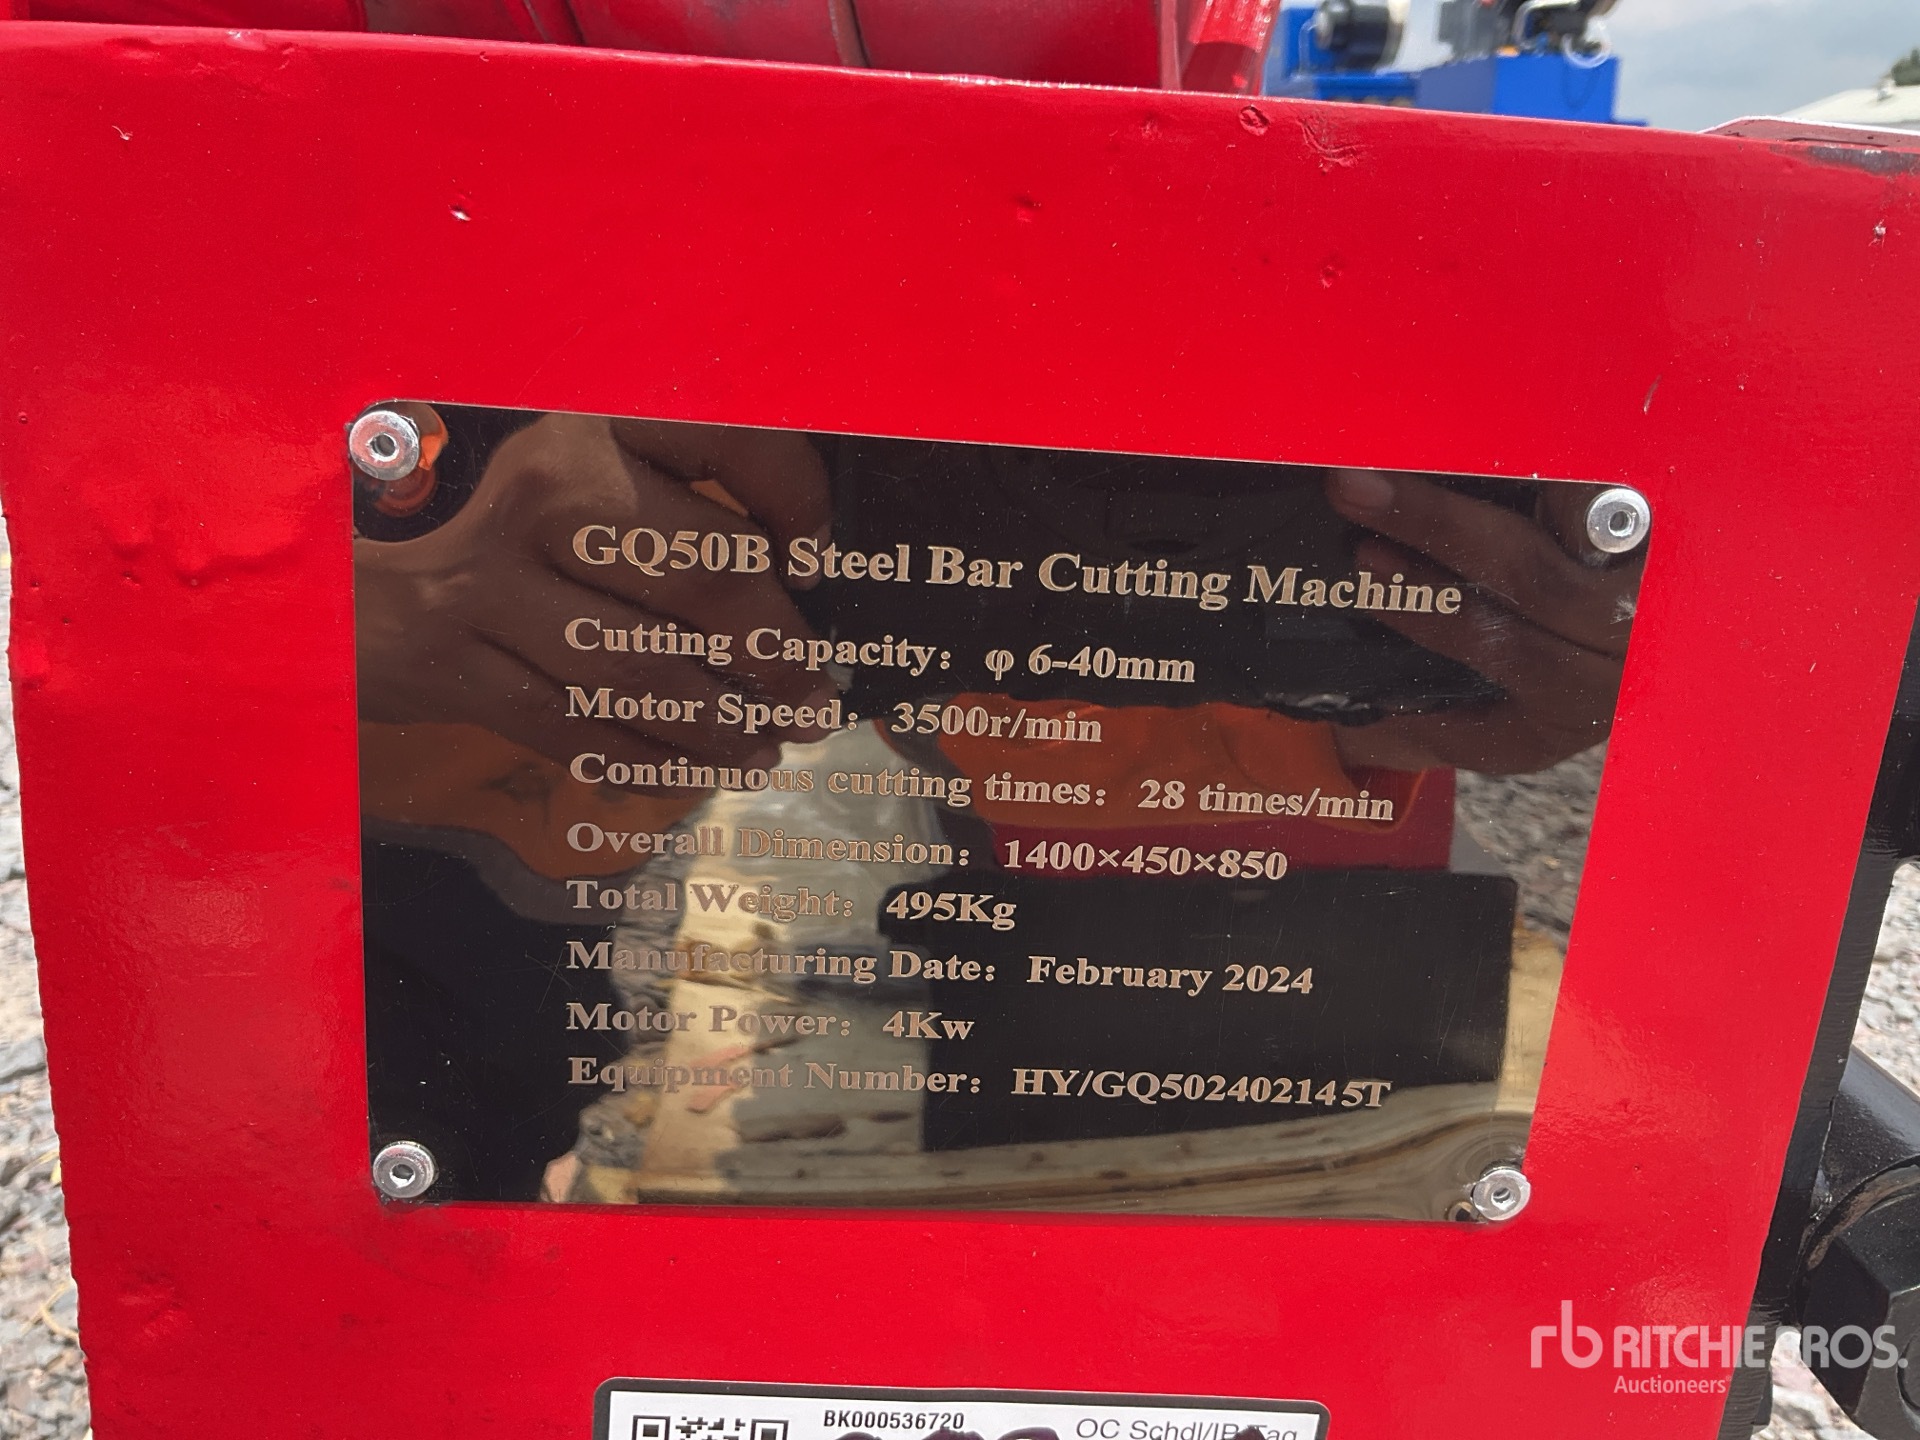 GQ50B Steel Bar Cutting Machine
Cutting Capacity: φ 6-40mm
Motor Speed: 3500r/min
Continuous cutting times: 28 times/min
Overall Dimension: 1400×450×850
Total Weight: 495Kg
Manufacturing Date: February 2024
Motor Power: 4Kw
Equipment Number: HY/GQ502402145T
rb RITCHIE BROS.
Auctioneers
BK000536720
OC Schdl/IP Tag